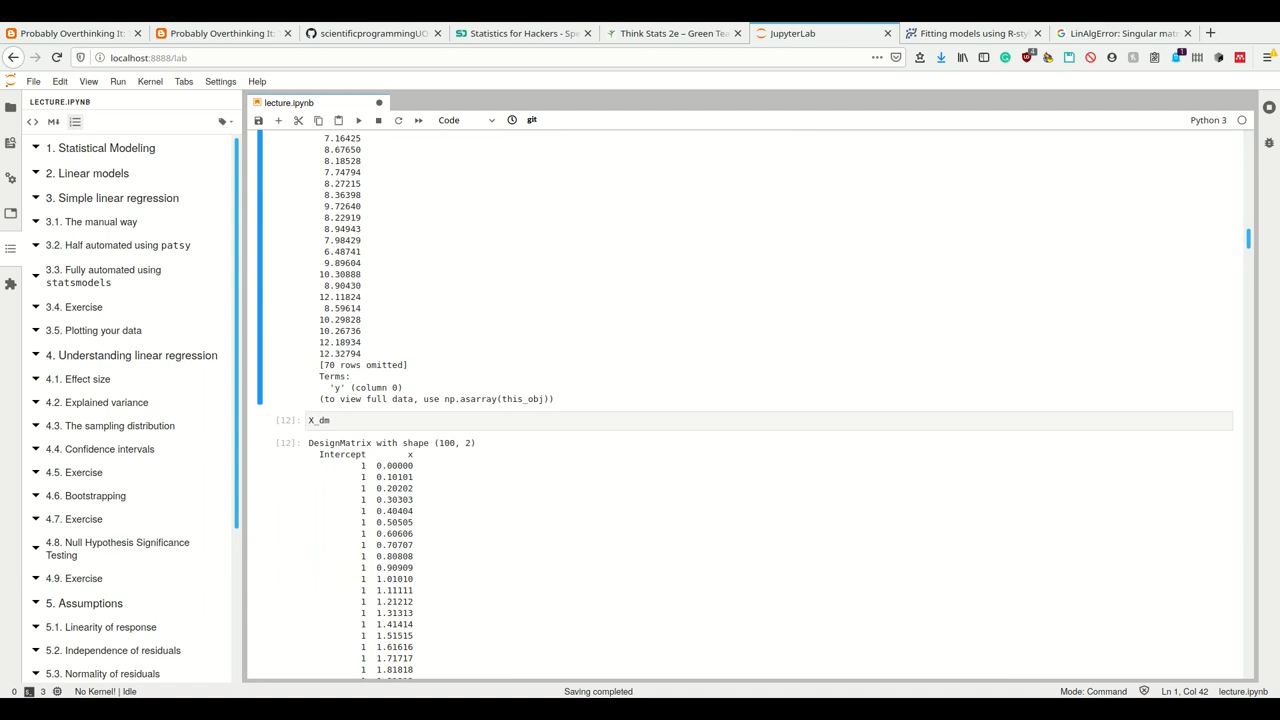 Probably Overthinking It:
Probably Overthinking It:
scientificprogrammingUO
Statistics for Hackers - Spe
Think Stats 2e – Green Tea
JupyterLab
Fitting models using R-sty
LinAlgError: Singular mat
localhost:8888/lab
File Edit View Run Kernel Tabs Settings Help
LECTURE.IPYNB
lecture.ipynb
Code
git
Python 3
1. Statistical Modeling
2. Linear models
3. Simple linear regression
3.1. The manual way
3.2. Half automated using patsy
3.3. Fully automated using
statsmodels
3.4. Exercise
3.5. Plotting your data
4. Understanding linear regression
4.1. Effect size
4.2. Explained variance
4.3. The sampling distribution
4.4. Confidence intervals
4.5. Exercise
4.6. Bootstrapping
4.7. Exercise
4.8. Null Hypothesis Significance
Testing
4.9. Exercise
5. Assumptions
5.1. Linearity of response
5.2. Independence of residuals
5.3. Normality of residuals
7.16425
8.67650
8.18528
7.74794
8.27215
8.36398
9.72640
8.22919
8.94943
7.98429
6.48741
9.89604
10.30888
8.90430
12.11824
8.59614
10.29828
10.26736
12.18934
12.32794
[70 rows omitted]
Terms:
'y' (column 0)
(to view full data, use np.asarray(this_obj))
[12]: X_dm
[12]: DesignMatrix with shape (100, 2)
Intercept x
1 0.00000
1 0.10101
1 0.20202
1 0.30303
1 0.40404
1 0.50505
1 0.60606
1 0.70707
1 0.80808
1 0.90909
1 1.01010
1 1.11111
1 1.21212
1 1.31313
1 1.41414
1 1.51515
1 1.61616
1 1.71717
1 1.81818
0 3 No Kernel! | Idle
Saving completed
Mode: Command Ln 1, Col 42 lecture.ipynb